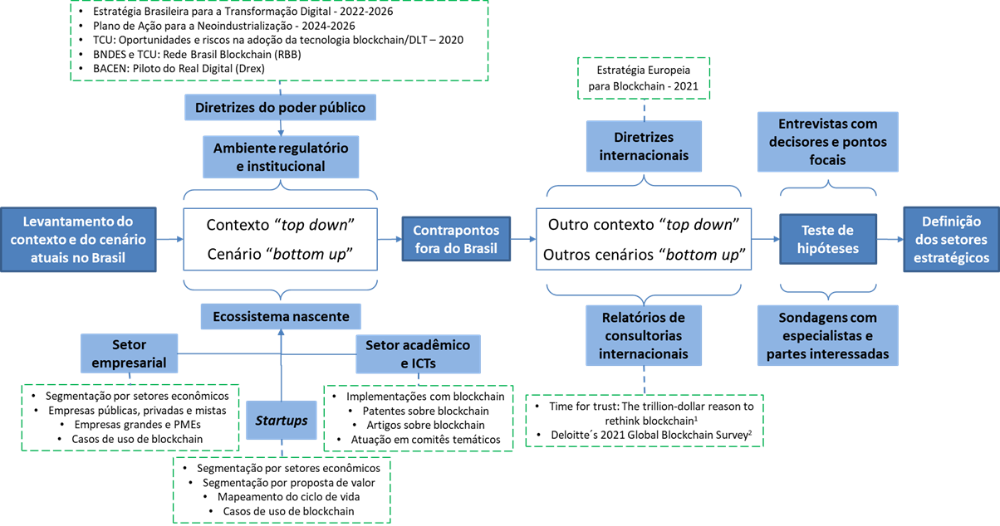 • Estratégia Brasileira para a Transformação Digital - 2022-2026
• Plano de Ação para a Neoindustrialização - 2024-2026
• TCU: Oportunidades e riscos na adoção da tecnologia blockchain/DLT – 2020
• BNDES e TCU: Rede Brasil Blockchain (RBB)
• BACEN: Piloto do Real Digital (Drex)
Diretrizes do poder público
Ambiente regulatório
e institucional
Levantamento do
contexto e do cenário
atuais no Brasil
Contexto “top down”
Cenário “bottom up”
Ecossistema nascente
Setor
empresarial
• Segmentação por setores econômicos
• Empresas públicas, privadas e mistas
• Empresas grandes e PMEs
• Casos de uso de blockchain
Startups
• Segmentação por setores econômicos
• Segmentação por proposta de valor
• Mapeamento do ciclo de vida
• Casos de uso de blockchain
Setor acadêmico
e ICTs
• Implementações com blockchain
• Patentes sobre blockchain
• Artigos sobre blockchain
• Atuação em comitês temáticos
Contrapontos
fora do Brasil
Estratégia Europeia
para Blockchain - 2021
Diretrizes
internacionais
Outro contexto “top down”
Outros cenários “bottom up”
Relatórios de
consultorias
internacionais
• Time for trust: The trillion-dollar reason to
rethink blockchain¹
• Deloitte´s 2021 Global Blockchain Survey²
Entrevistas com
decisores e pontos
focais
Teste de
hipóteses
Sondagens com
especialistas e
partes interessadas
Definição
dos setores
estratégicos